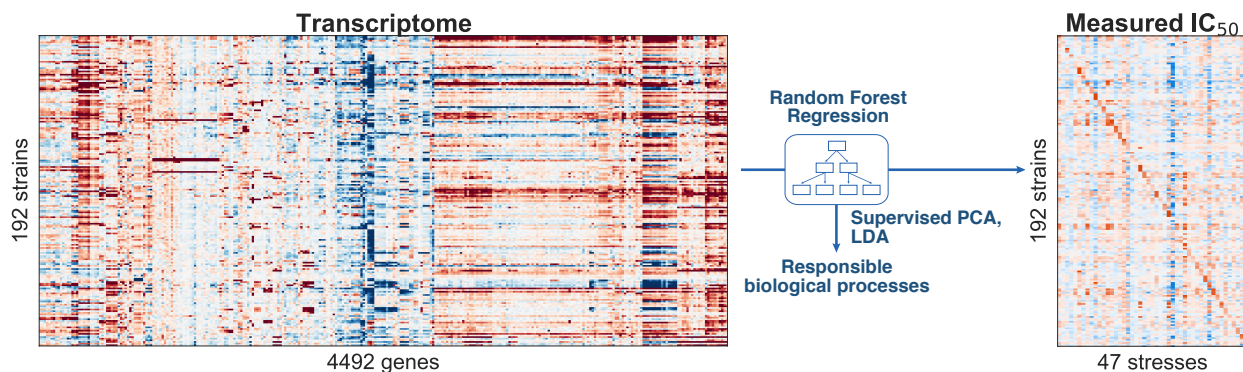 Transcriptome
192 strains
4492 genes
Random Forest
Regression
Supervised PCA,
LDA
Responsible
biological processes
Measured IC₅₀
192 strains
47 stresses